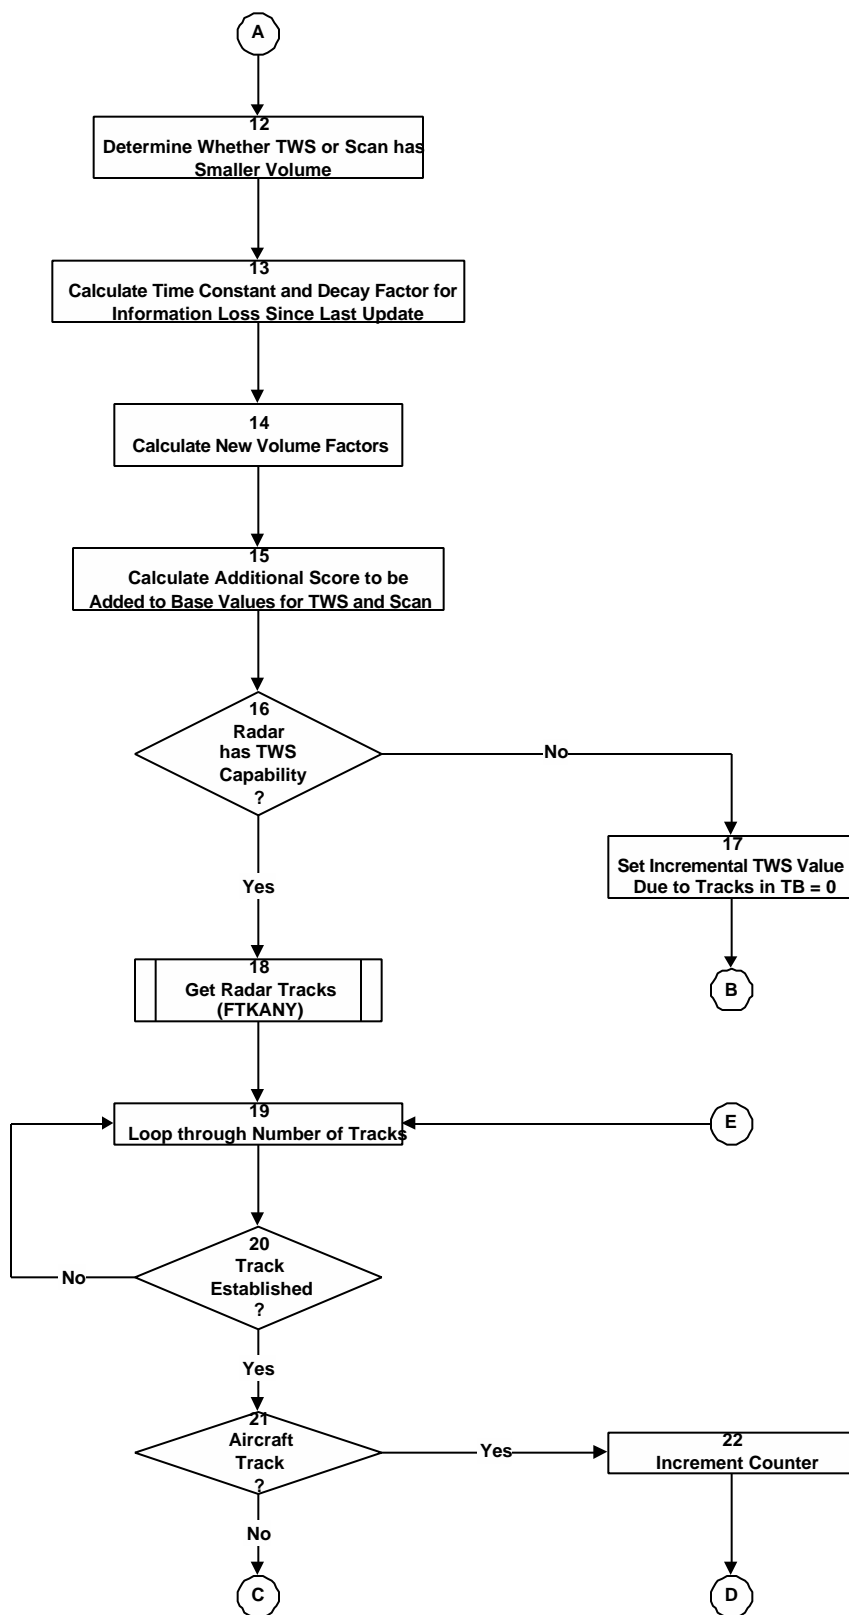 A
12
Determine Whether TWS or Scan has
Smaller Volume
13
Calculate Time Constant and Decay Factor for
Information Loss Since Last Update
14
Calculate New Volume Factors
15
Calculate Additional Score to be
Added to Base Values for TWS and Scan
16
Radar
has TWS
Capability
?
No
17
Set Incremental TWS Value
Due to Tracks in TB = 0
Yes
B
18
Get Radar Tracks
(FTKANY)
19
Loop through Number of Tracks
E
20
Track
Established
?
No
Yes
21
Aircraft
Track
?
Yes
22
Increment Counter
No
C
D